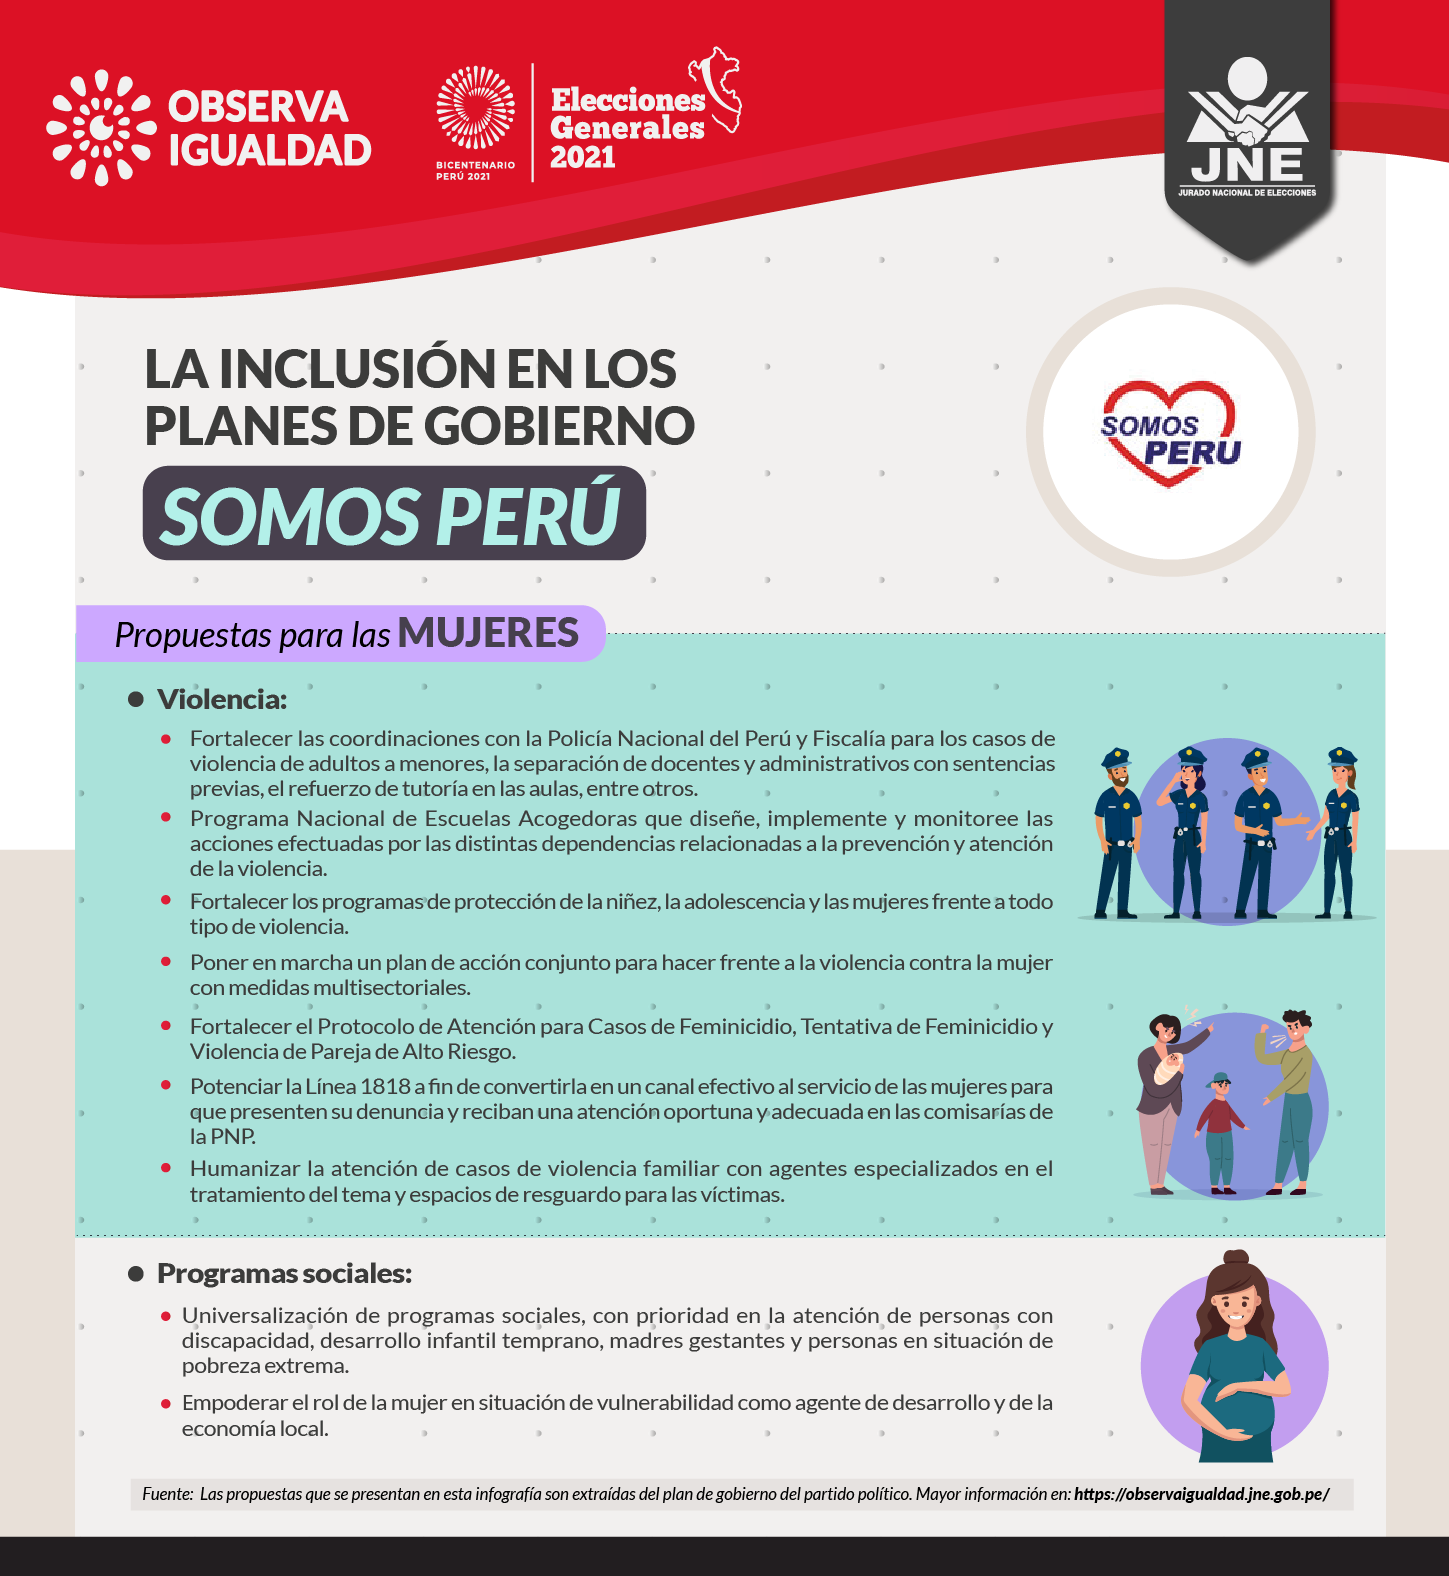 OBSERVA
IGUALDAD
BICENTENARIO
PERÚ 2021
Elecciones
Generales
2021
JNE
JURADO NACIONAL DE ELECCIONES
LA INCLUSIÓN EN LOS
PLANES DE GOBIERNO
SOMOS PERÚ
SOMOS
PERU
Propuestas para las MUJERES
Violencia:
Fortalecer las coordinaciones con la Policía Nacional del Perú y Fiscalía para los casos de
violencia de adultos a menores, la separación de docentes y administrativos con sentencias
previas, el refuerzo de tutoría en las aulas, entre otros.
Programa Nacional de Escuelas Acogedoras que diseñe, implemente y monitoree las
acciones efectuadas por las distintas dependencias relacionadas a la prevención y atención
de la violencia.
Fortalecer los programas de protección de la niñez, la adolescencia y las mujeres frente a todo
tipo de violencia.
Poner en marcha un plan de acción conjunto para hacer frente a la violencia contra la mujer
con medidas multisectoriales.
Fortalecer el Protocolo de Atención para Casos de Feminicidio, Tentativa de Feminicidio y
Violencia de Pareja de Alto Riesgo.
Potenciar la Línea 1818 a fin de convertirla en un canal efectivo al servicio de las mujeres para
que presenten su denuncia y reciban una atención oportuna y adecuada en las comisarías de
la PNP.
Humanizar la atención de casos de violencia familiar con agentes especializados en el
tratamiento del tema y espacios de resguardo para las víctimas.
Programas sociales:
Universalización de programas sociales, con prioridad en la atención de personas con
discapacidad, desarrollo infantil temprano, madres gestantes y personas en situación de
pobreza extrema.
Empoderar el rol de la mujer en situación de vulnerabilidad como agente de desarrollo y de la
economía local.
Fuente: Las propuestas que se presentan en esta infografía son extraídas del plan de gobierno del partido político. Mayor información en: https://observaigualdad.jne.gob.pe/